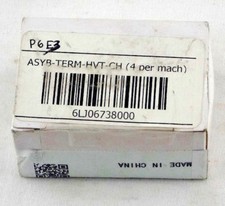 P6E3
ASYB-TERM-HVT-CH (4 per mach)
6LJ06738000
MADE IN CHINA